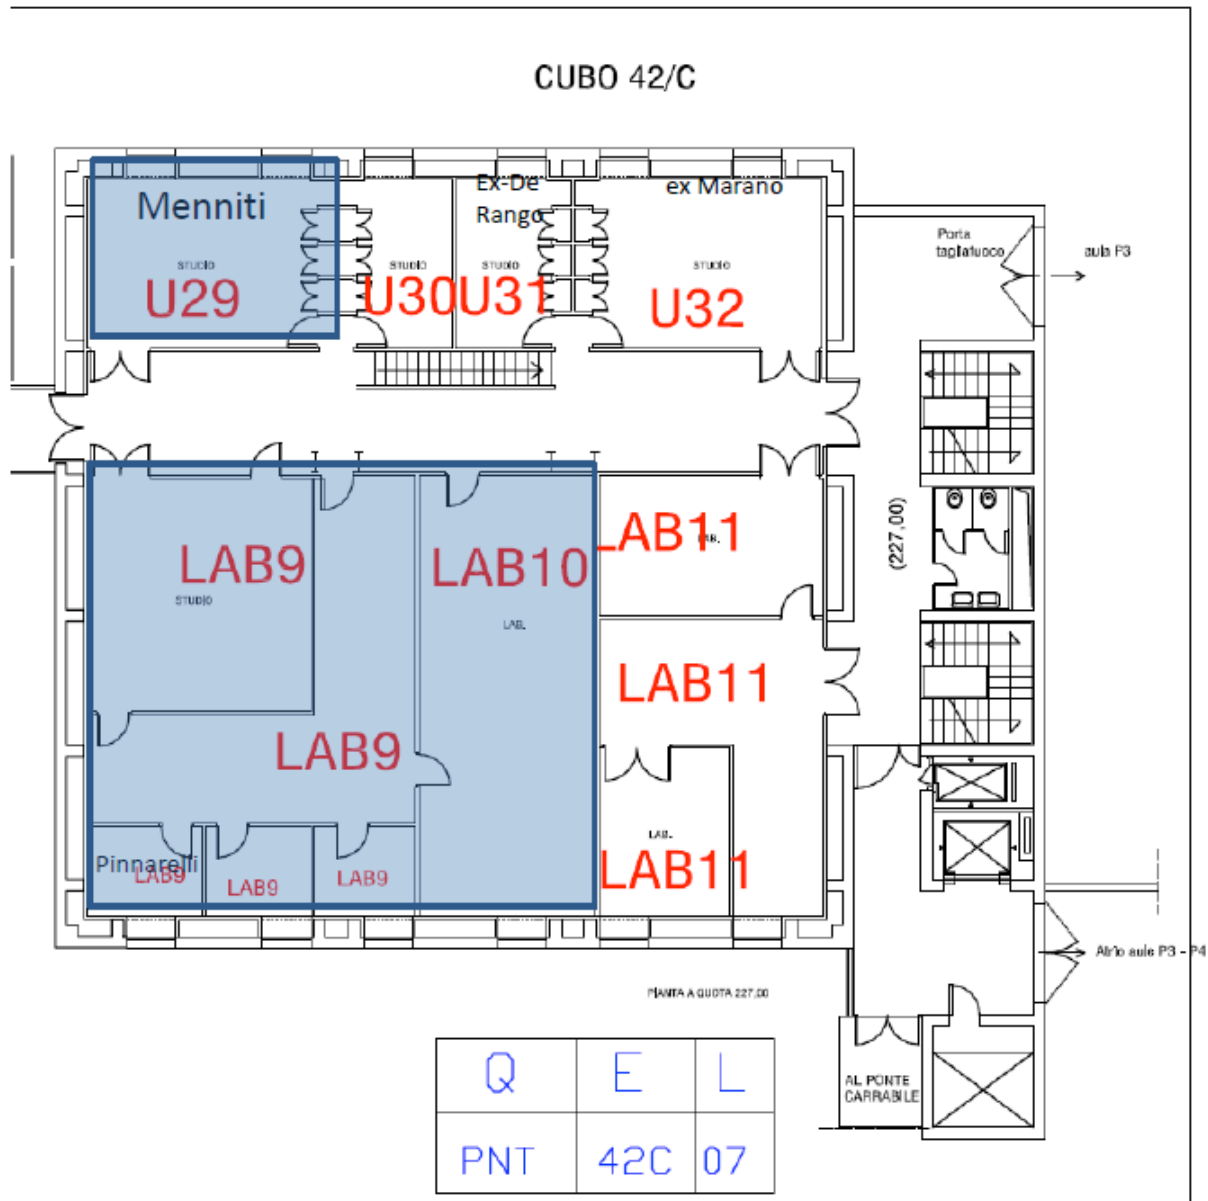 CUBO 42/C
Menniti
Ex-De
Rango
ex Marano
STUDIO
STUDIO
STUDIO
STUDIO
U29
U30
U31
U32
Porta
tagliafuoco
aula P3
LAB9
STUDIO
LAB10
LAB.
LAB11
LAB.
(227,00)
LAB11
LAB9
LAB.
LAB11
Pinnarelli
LAB9
LAB9
LAB9
Atrio aule P3 - P4
PIANTA A QUOTA 227,00
Q E L
PNT 42C 07
AL PONTE
CARRABILE